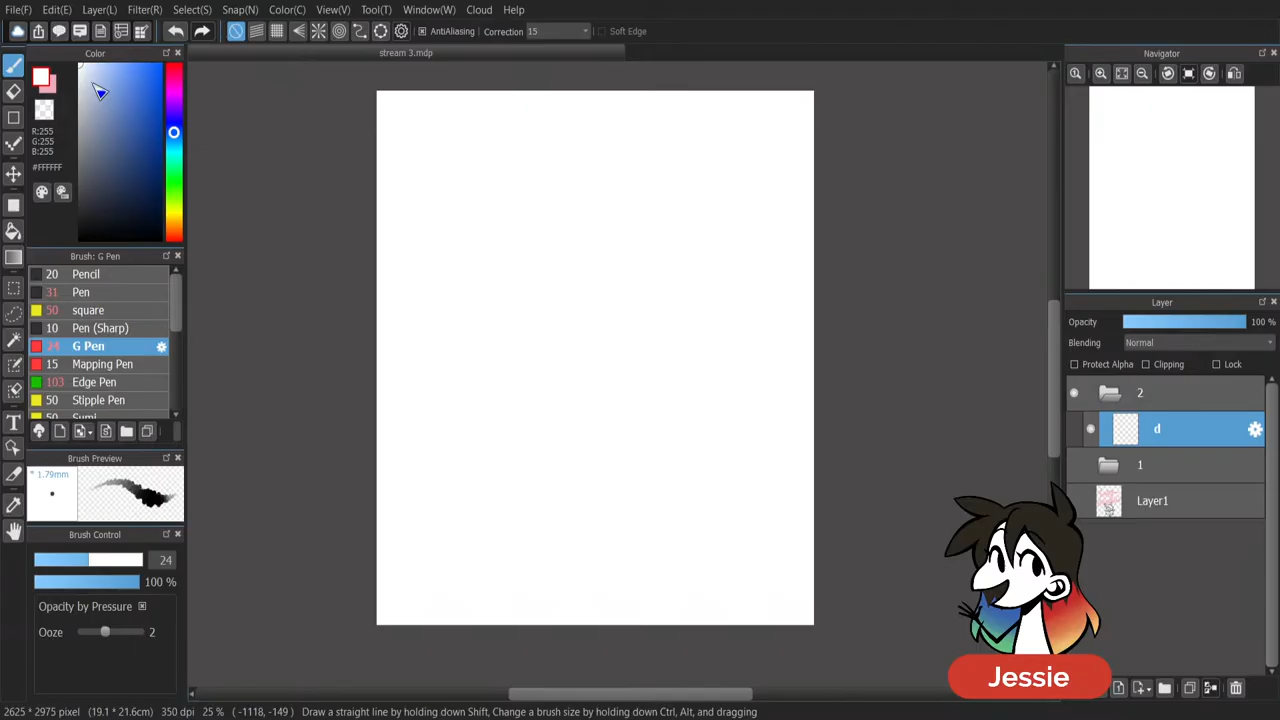 File(F) Edit(E) Layer(L) Filter(R) Select(S) Snap(N) Color(C) View(V) Tool(T) Window(W) Cloud Help
AntiAliasing Correction 15 Soft Edge
stream 3.mdp
Color
R:255
G:255
B:255
#FFFFFF
Brush: G Pen
20 Pencil
31 Pen
50 square
10 Pen (Sharp)
24 G Pen
15 Mapping Pen
103 Edge Pen
50 Stipple Pen
50 Sumi
Brush Preview
* 1.79mm
Brush Control
24
100 %
Opacity by Pressure
Ooze 2
Navigator
Layer
Opacity 100 %
Blending Normal
Protect Alpha Clipping Lock
2
d
1
Layer1
Jessie
2625 * 2975 pixel (19.1 * 21.6cm) 350 dpi 25 % ( -1118, -149 ) Draw a straight line by holding down Shift, Change a brush size by holding down Ctrl, Alt, and dragging